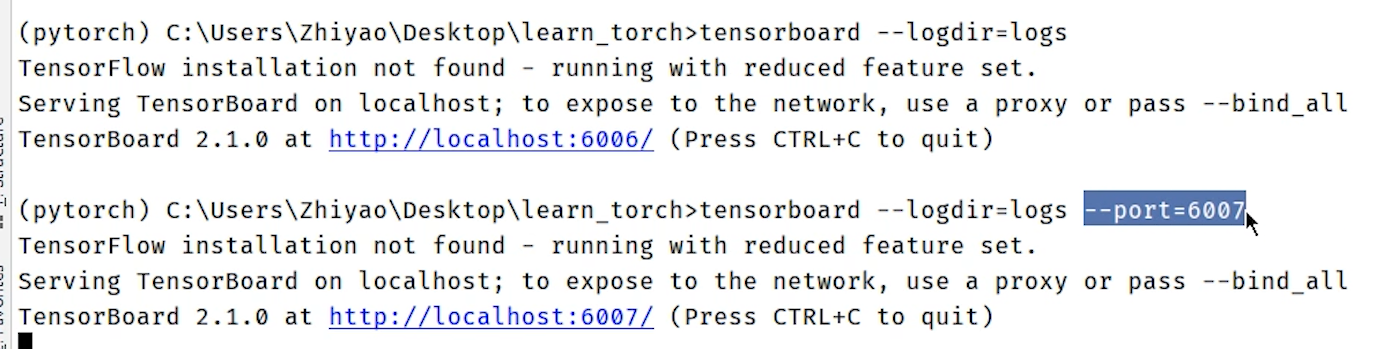 (pytorch) C:\Users\Zhiyao\Desktop\learn_torch>tensorboard --logdir=logs
TensorFlow installation not found - running with reduced feature set.
Serving TensorBoard on localhost; to expose to the network, use a proxy or pass --bind_all
TensorBoard 2.1.0 at http://localhost:6006/ (Press CTRL+C to quit)
(pytorch) C:\Users\Zhiyao\Desktop\learn_torch>tensorboard --logdir=logs --port=6007
TensorFlow installation not found - running with reduced feature set.
Serving TensorBoard on localhost; to expose to the network, use a proxy or pass --bind_all
TensorBoard 2.1.0 at http://localhost:6007/ (Press CTRL+C to quit)